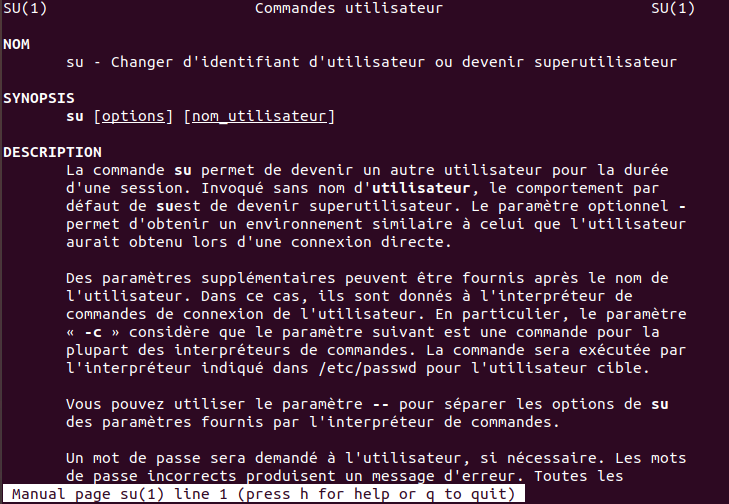 SU(1) Commandes utilisateur SU(1)
NOM
su - Changer d'identifiant d'utilisateur ou devenir superutilisateur
SYNOPSIS
su [options] [nom_utilisateur]
DESCRIPTION
La commande su permet de devenir un autre utilisateur pour la durée
d'une session. Invoqué sans nom d'utilisateur, le comportement par
défaut de suest de devenir superutilisateur. Le paramètre optionnel -
permet d'obtenir un environnement similaire à celui que l'utilisateur
aurait obtenu lors d'une connexion directe.
Des paramètres supplémentaires peuvent être fournis après le nom de
l'utilisateur. Dans ce cas, ils sont donnés à l'interpréteur de
commandes de connexion de l'utilisateur. En particulier, le paramètre
« -c » considère que le paramètre suivant est une commande pour la
plupart des interpréteurs de commandes. La commande sera exécutée par
l'interpréteur indiqué dans /etc/passwd pour l'utilisateur cible.
Vous pouvez utiliser le paramètre -- pour séparer les options de su
des paramètres fournis par l'interpréteur de commandes.
Un mot de passe sera demandé à l'utilisateur, si nécessaire. Les mots
de passe incorrects produisent un message d'erreur. Toutes les
Manual page su(1) line 1 (press h for help or q to quit)